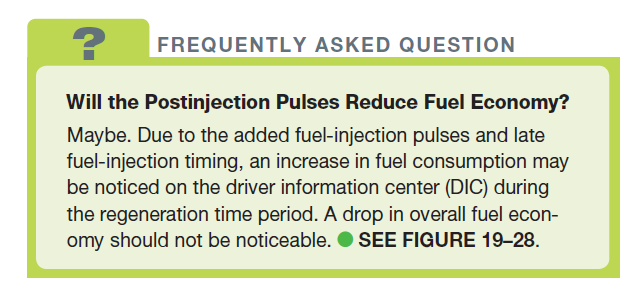 ?
FREQUENTLY ASKED QUESTION
Will the Postinjection Pulses Reduce Fuel Economy?
Maybe. Due to the added fuel-injection pulses and late
fuel-injection timing, an increase in fuel consumption may
be noticed on the driver information center (DIC) during
the regeneration time period. A drop in overall fuel econ-
omy should not be noticeable. ● SEE FIGURE 19–28.